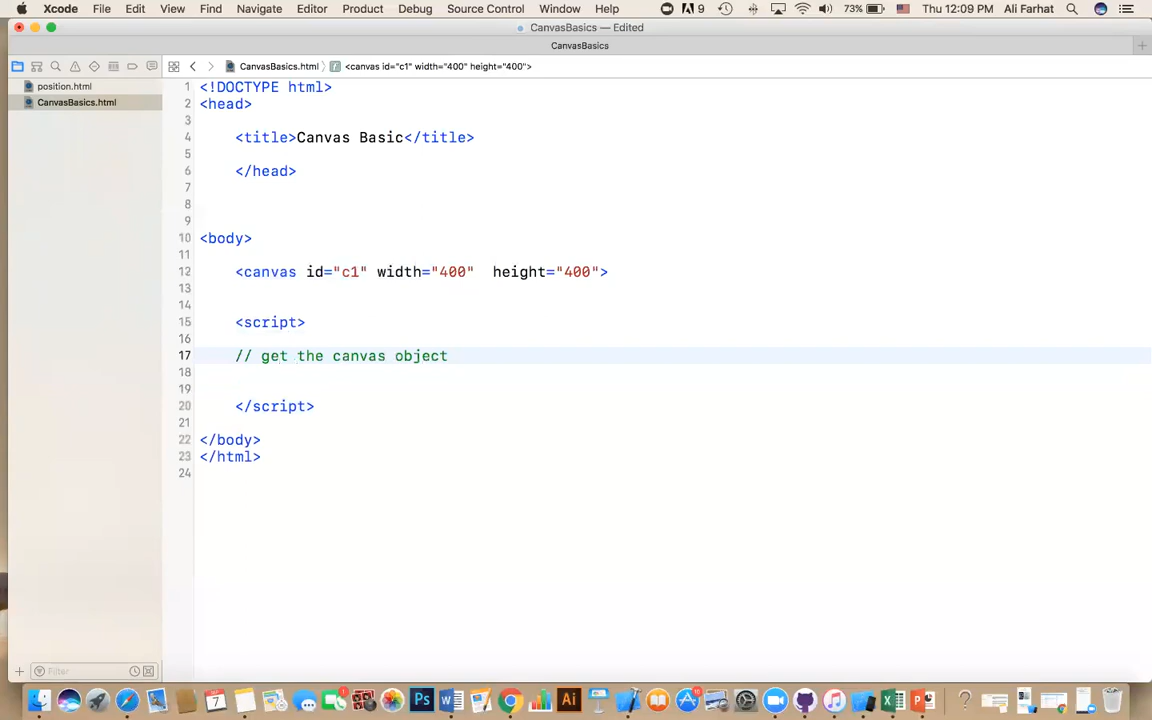 Xcode File Edit View Find Navigate Editor Product Debug Source Control Window Help 9 73% Thu 12:09 PM Ali Farhat
CanvasBasics — Edited
CanvasBasics
CanvasBasics.html <canvas id="c1" width="400" height="400">
position.html
CanvasBasics.html
1 <!DOCTYPE html>
2 <head>
3
4 <title>Canvas Basic</title>
5
6 </head>
7
8
9
10 <body>
11
12 <canvas id="c1" width="400"  height="400">
13
14
15 <script>
16
17 // get the canvas object
18
19
20 </script>
21
22 </body>
23 </html>
24
Filter